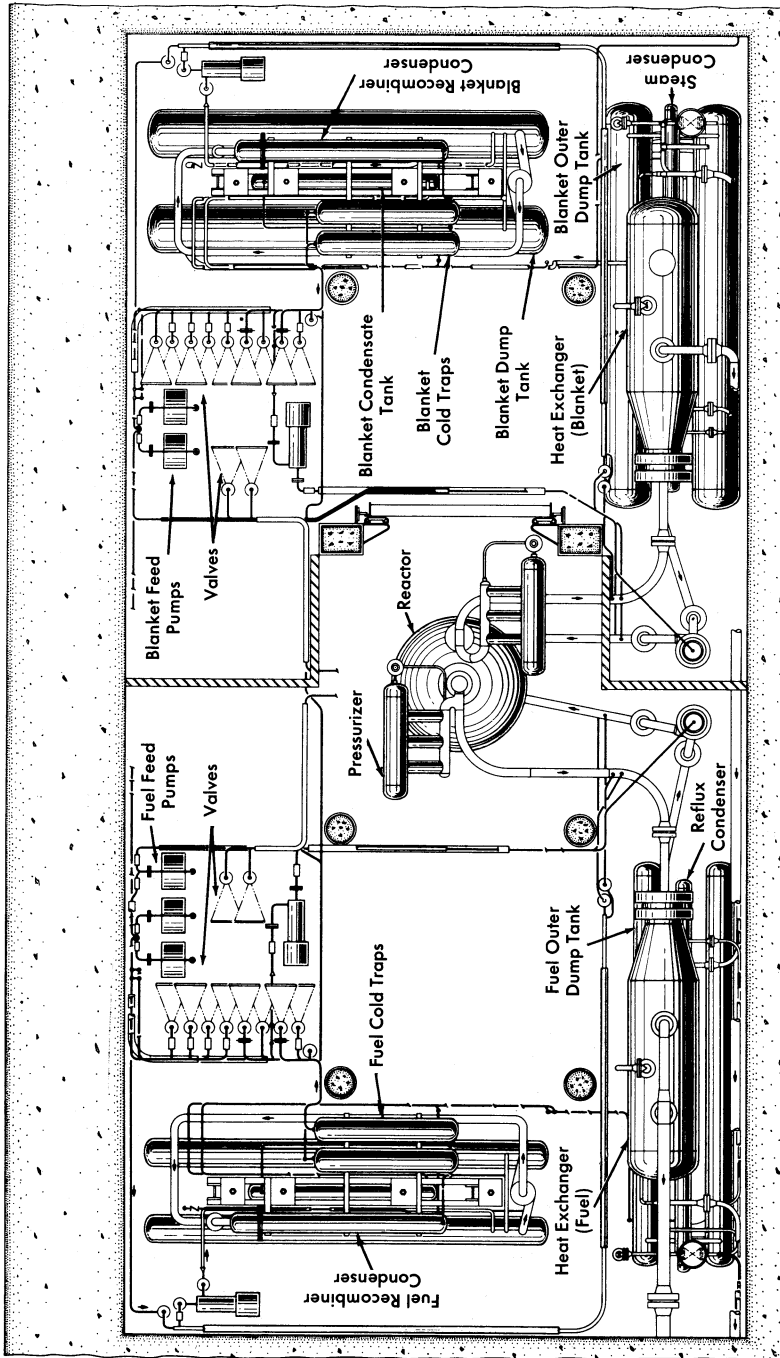 Fuel Feed
Pumps
Valves
Blanket Feed
Pumps
Valves
Fuel Recombiner
Condenser
Fuel Cold Traps
Pressurizer
Reactor
Blanket Condensate
Tank
Blanket
Cold Traps
Blanket Dump
Tank
Blanket Recombiner
Condenser
Heat Exchanger
(Fuel)
Fuel Outer
Dump Tank
Reflux
Condenser
Heat Exchanger
(Blanket)
Blanket Outer
Dump Tank
Steam
Condenser